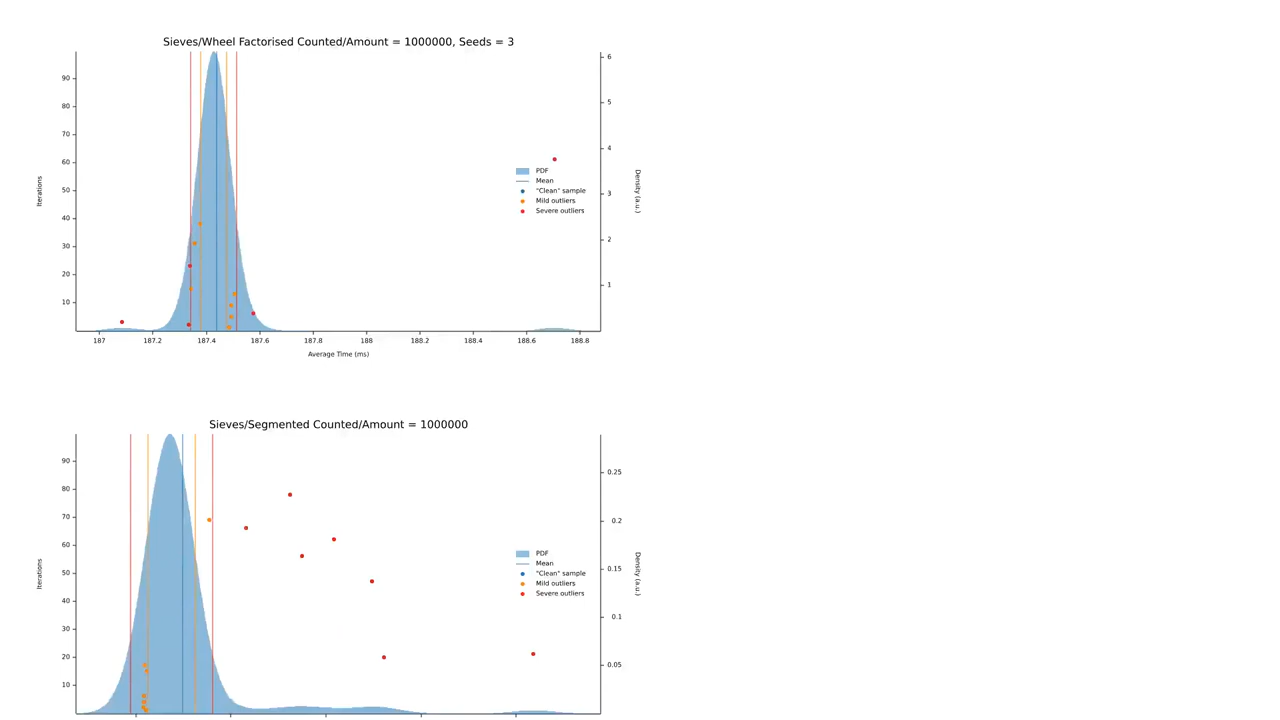 Sieves/Wheel Factorised Counted/Amount = 1000000, Seeds = 3
90
80
70
60
50
40
30
20
10
Iterations
6
5
4
3
2
1
Density (a.u.)
PDF
Mean
"Clean" sample
Mild outliers
Severe outliers
187 187.2 187.4 187.6 187.8 188 188.2 188.4 188.6 188.8
Average Time (ms)
Sieves/Segmented Counted/Amount = 1000000
90
80
70
60
50
40
30
20
10
Iterations
0.25
0.2
0.15
0.1
0.05
Density (a.u.)
PDF
Mean
"Clean" sample
Mild outliers
Severe outliers